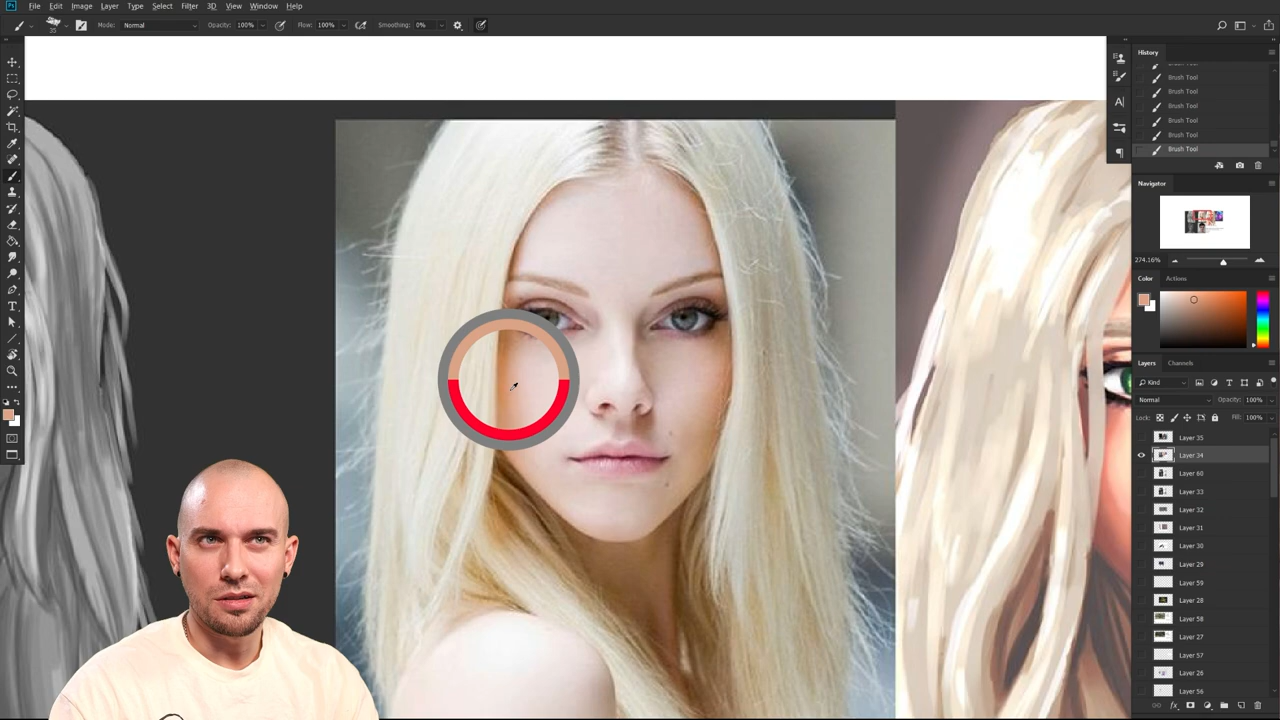 Ps File Edit Image Layer Type Select Filter 3D View Window Help
35 Mode: Normal Opacity: 100% Flow: 100% Smoothing: 0%
History
Brush Tool
Brush Tool
Brush Tool
Brush Tool
Brush Tool
Brush Tool
Navigator
274.16%
Color Actions
Layers Channels
Kind
Normal Opacity: 100%
Lock: Fill: 100%
Layer 35
Layer 34
Layer 60
Layer 33
Layer 32
Layer 31
Layer 30
Layer 29
Layer 59
Layer 28
Layer 58
Layer 27
Layer 57
Layer 26
Layer 56
fx